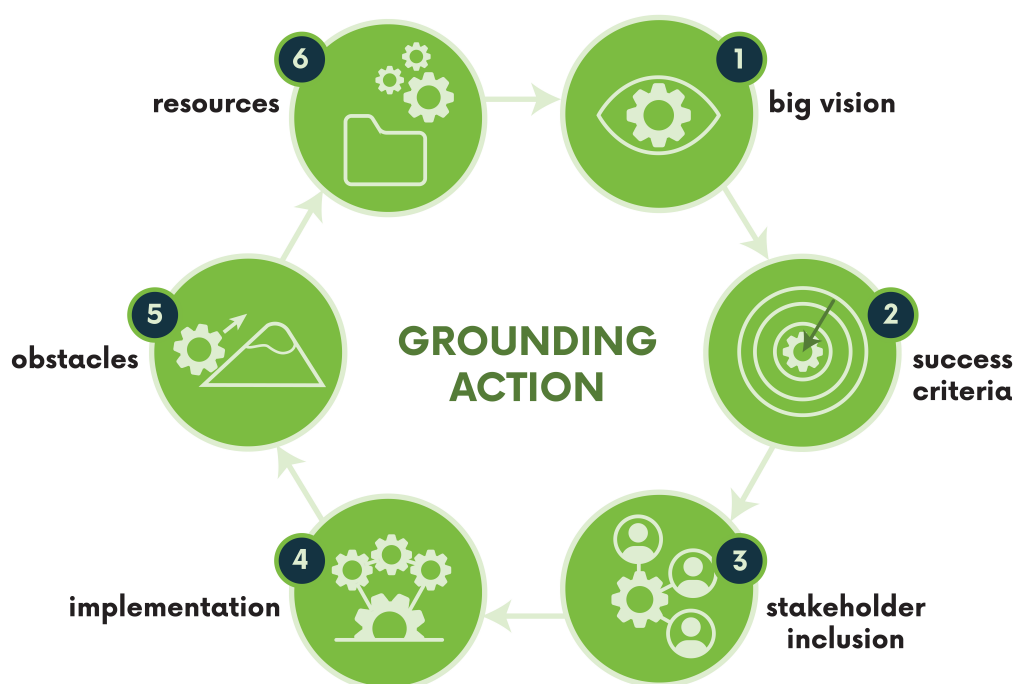 GROUNDING
ACTION
1
big vision
2
success
criteria
3
stakeholder
inclusion
4
implementation
5
obstacles
6
resources